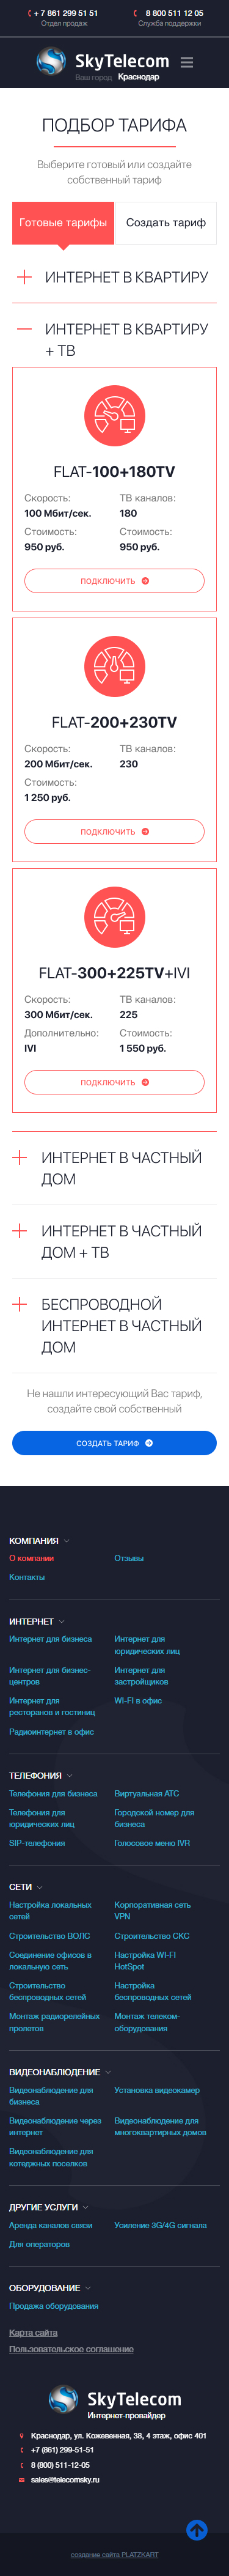 + 7 861 299 51 51
Отдел продаж
8 800 511 12 05
Служба поддержки
SkyTelecom
Ваш город Краснодар
ПОДБОР ТАРИФА
Выберите готовый или создайте
собственный тариф
Готовые тарифы
Создать тариф
ИНТЕРНЕТ В КВАРТИРУ
ИНТЕРНЕТ В КВАРТИРУ
+ ТВ
FLAT-100+180TV
Скорость: ТВ каналов:
100 Мбит/сек. 180
Стоимость: Стоимость:
950 руб. 950 руб.
ПОДКЛЮЧИТЬ
FLAT-200+230TV
Скорость: ТВ каналов:
200 Мбит/сек. 230
Стоимость:
1 250 руб.
ПОДКЛЮЧИТЬ
FLAT-300+225TV+IVI
Скорость: ТВ каналов:
300 Мбит/сек. 225
Дополнительно: Стоимость:
IVI 1 550 руб.
ПОДКЛЮЧИТЬ
ИНТЕРНЕТ В ЧАСТНЫЙ
ДОМ
ИНТЕРНЕТ В ЧАСТНЫЙ
ДОМ + ТВ
БЕСПРОВОДНОЙ
ИНТЕРНЕТ В ЧАСТНЫЙ
ДОМ
Не нашли интересующий Вас тариф,
создайте свой собственный
СОЗДАТЬ ТАРИФ
КОМПАНИЯ
О компании
Отзывы
Контакты
ИНТЕРНЕТ
Интернет для бизнеса
Интернет для
юридических лиц
Интернет для бизнес-
центров
Интернет для
застройщиков
Интернет для
ресторанов и гостиниц
WI-FI в офис
Радиоинтернет в офис
ТЕЛЕФОНИЯ
Телефония для бизнеса
Виртуальная АТС
Телефония для
юридических лиц
Городской номер для
бизнеса
SIP-телефония
Голосовое меню IVR
СЕТИ
Настройка локальных
сетей
Корпоративная сеть
VPN
Строительство ВОЛС
Строительство СКС
Соединение офисов в
локальную сеть
Настройка WI-FI
HotSpot
Строительство
беспроводных сетей
Настройка
беспроводных сетей
Монтаж радиорелейных
пролетов
Монтаж телеком-
оборудования
ВИДЕОНАБЛЮДЕНИЕ
Видеонаблюдение для
бизнеса
Установка видеокамер
Видеонаблюдение через
интернет
Видеонаблюдение для
многоквартирных домов
Видеонаблюдение для
котеджных поселков
ДРУГИЕ УСЛУГИ
Аренда каналов связи
Усиление 3G/4G сигнала
Для операторов
ОБОРУДОВАНИЕ
Продажа оборудования
Карта сайта
Пользовательское соглашение
SkyTelecom
Интернет-провайдер
Краснодар, ул. Кожевенная, 38, 4 этаж, офис 401
+7 (861) 299-51-51
8 (800) 511-12-05
sales@telecomsky.ru
создание сайта PLATZKART